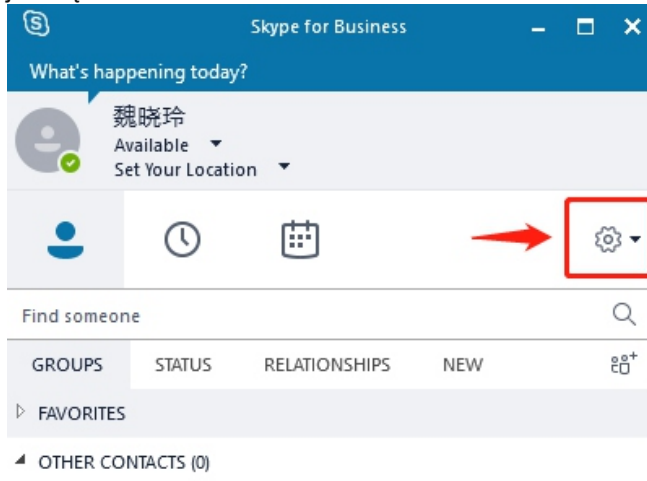 Skype for Business
What's happening today?
魏晓玲
Available
Set Your Location
Find someone
GROUPS STATUS RELATIONSHIPS NEW
FAVORITES
OTHER CONTACTS (0)